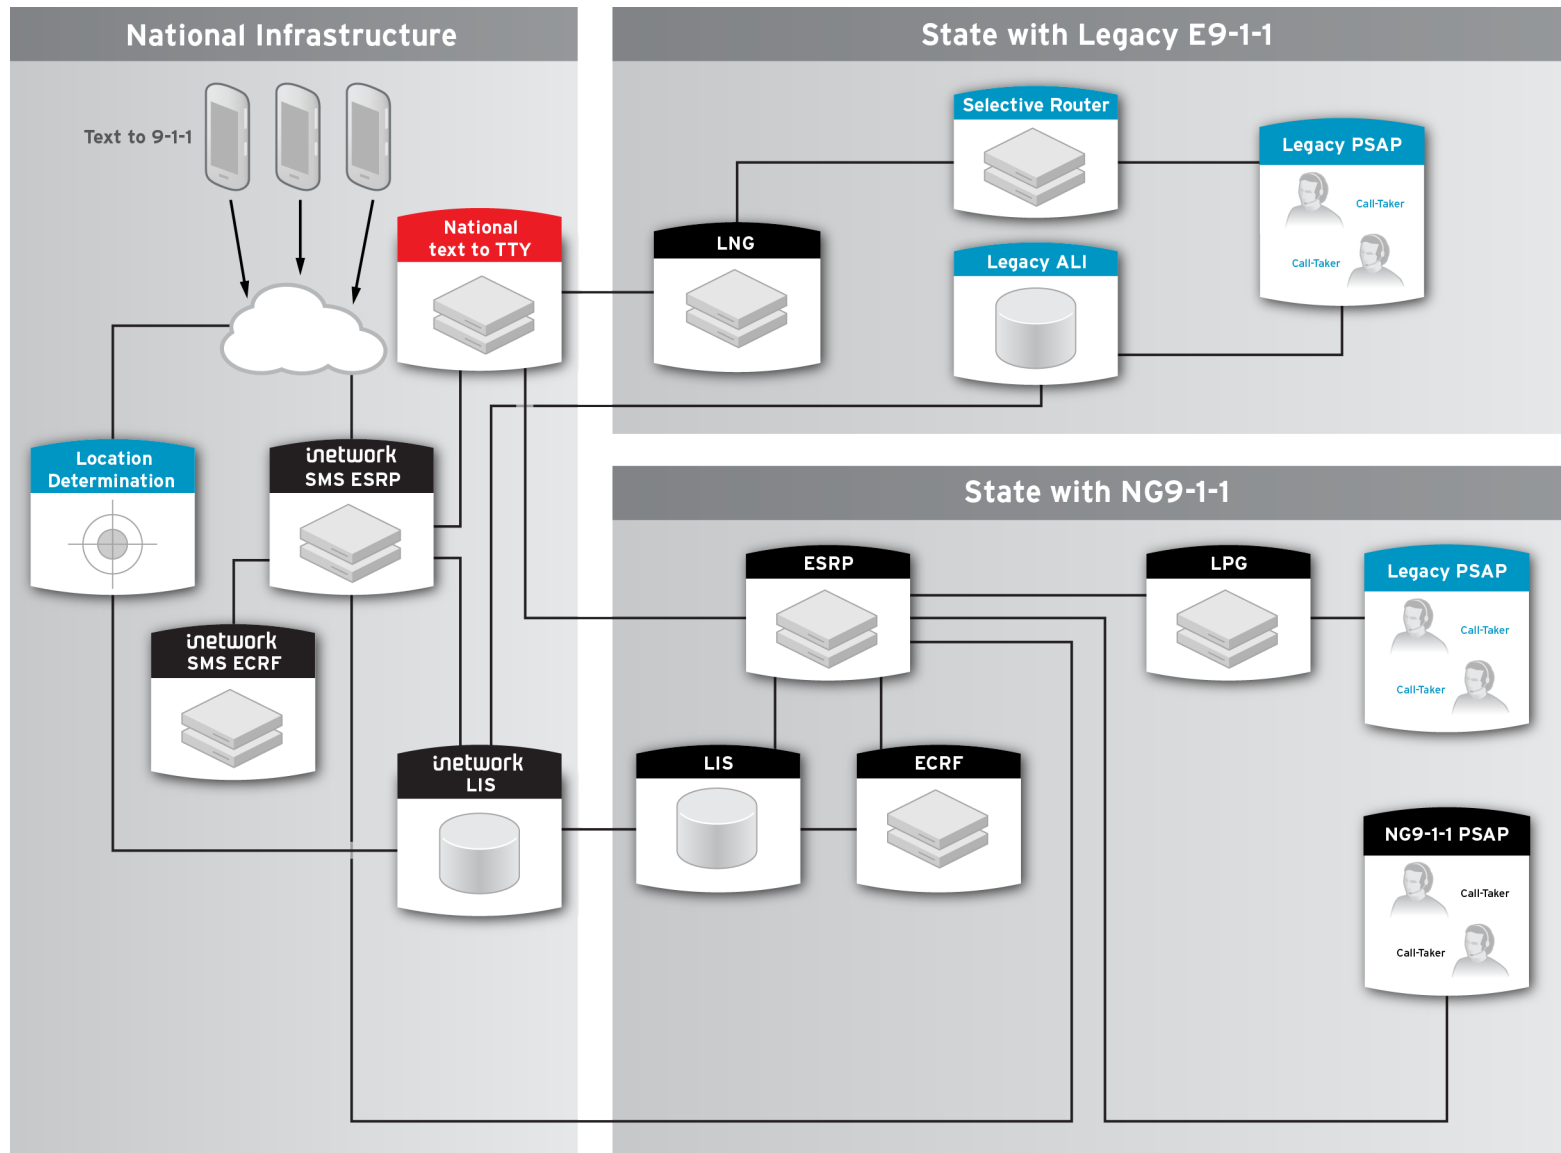 National Infrastructure
Text to 9-1-1
National
text to TTY
Location
Determination
inetwork
SMS ESRP
inetwork
SMS ECRF
inetwork
LIS
State with Legacy E9-1-1
Selective Router
Legacy PSAP
Call-Taker
Call-Taker
LNG
Legacy ALI
State with NG9-1-1
ESRP
LPG
Legacy PSAP
Call-Taker
Call-Taker
LIS
ECRF
NG9-1-1 PSAP
Call-Taker
Call-Taker